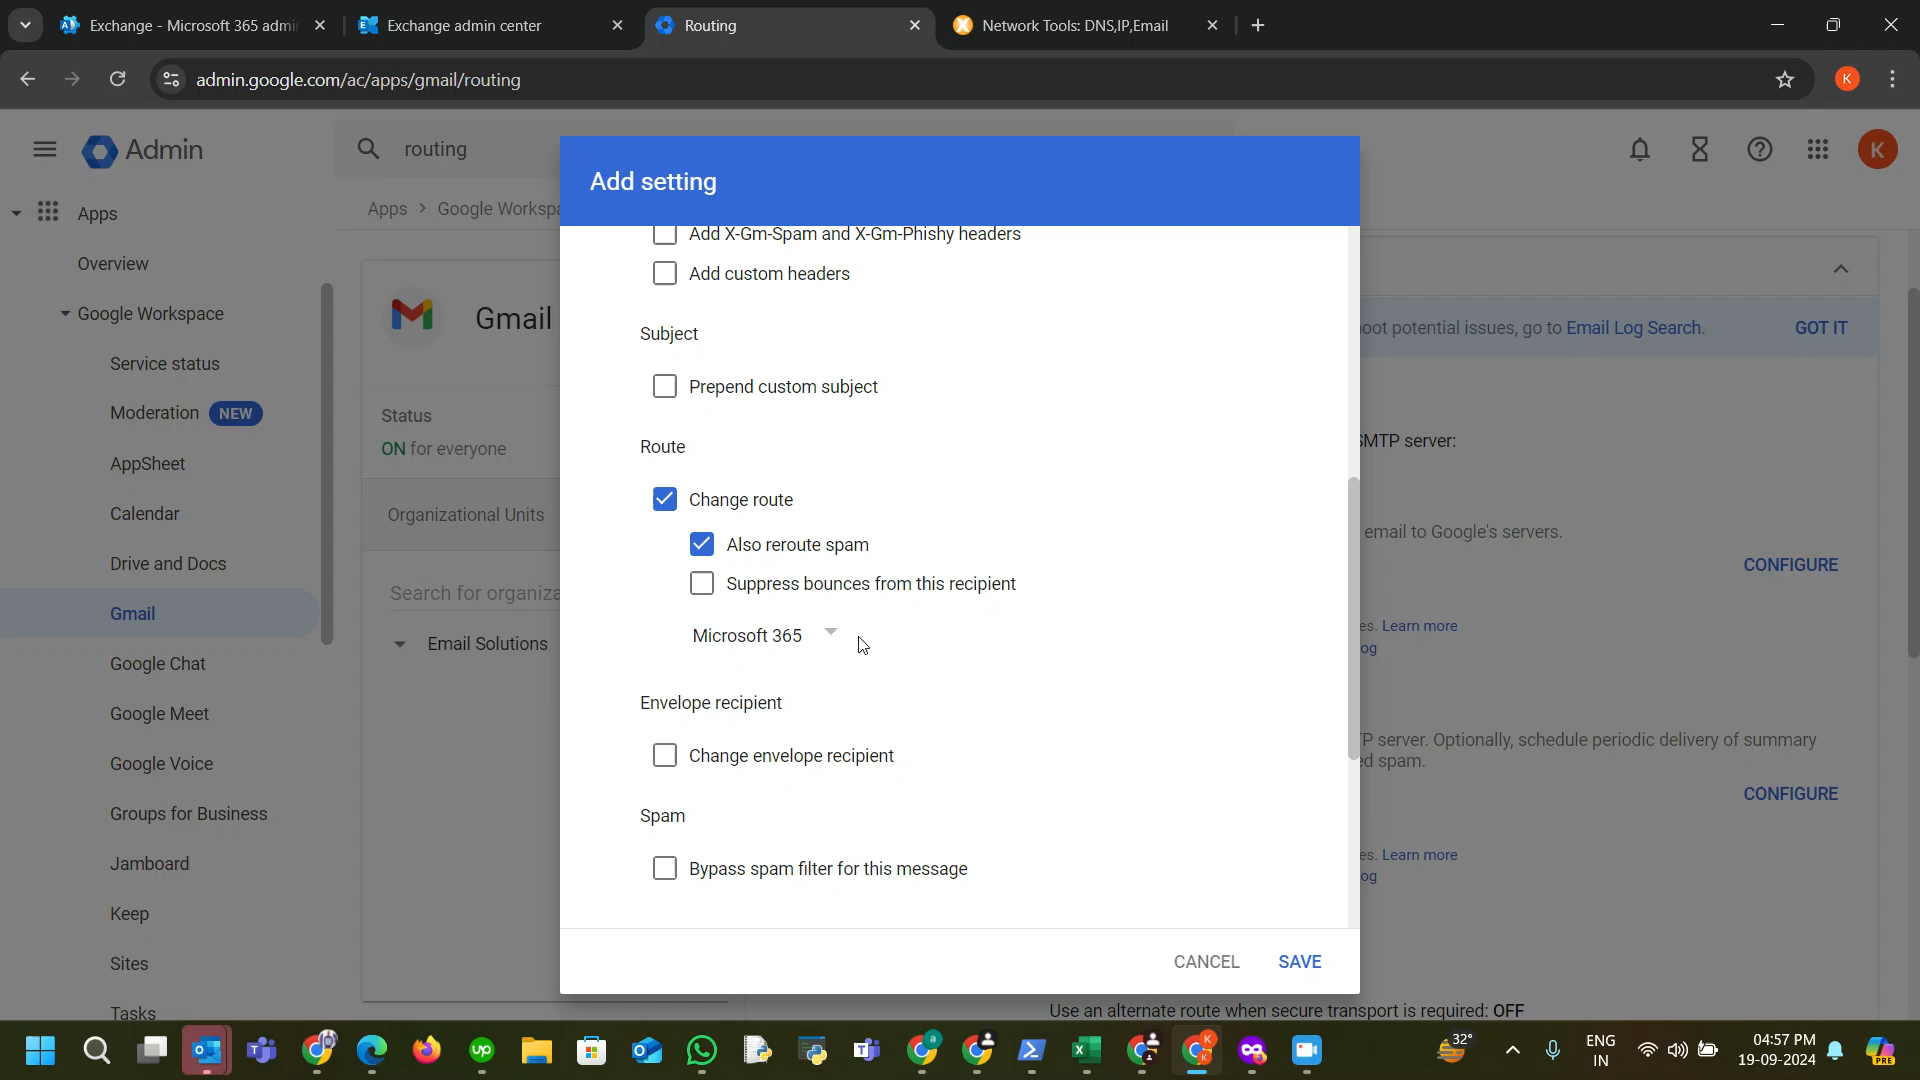 Exchange - Microsoft 365 admi
Exchange admin center
Routing
Network Tools: DNS,IP,Email
admin.google.com/ac/apps/gmail/routing
K
Admin
routing
K
Apps
Overview
Google Workspace
Service status
Moderation NEW
AppSheet
Calendar
Drive and Docs
Gmail
Google Chat
Google Meet
Google Voice
Groups for Business
Jamboard
Keep
Sites
Tasks
Apps > Google Workspa
Gmail
Status
ON for everyone
Organizational Units
Search for organiza
Email Solutions
Add setting
Add X-Gm-Spam and X-Gm-Phishy headers
Add custom headers
Subject
Prepend custom subject
Route
Change route
Also reroute spam
Suppress bounces from this recipient
Microsoft 365
Envelope recipient
Change envelope recipient
Spam
Bypass spam filter for this message
CANCEL SAVE
oot potential issues, go to Email Log Search. GOT IT
SMTP server:
email to Google's servers.
CONFIGURE
es. Learn more
og
TP server. Optionally, schedule periodic delivery of summary
ed spam.
CONFIGURE
es. Learn more
og
Use an alternate route when secure transport is required: OFF
32°
ENG
IN
04:57 PM
19-09-2024
PRE